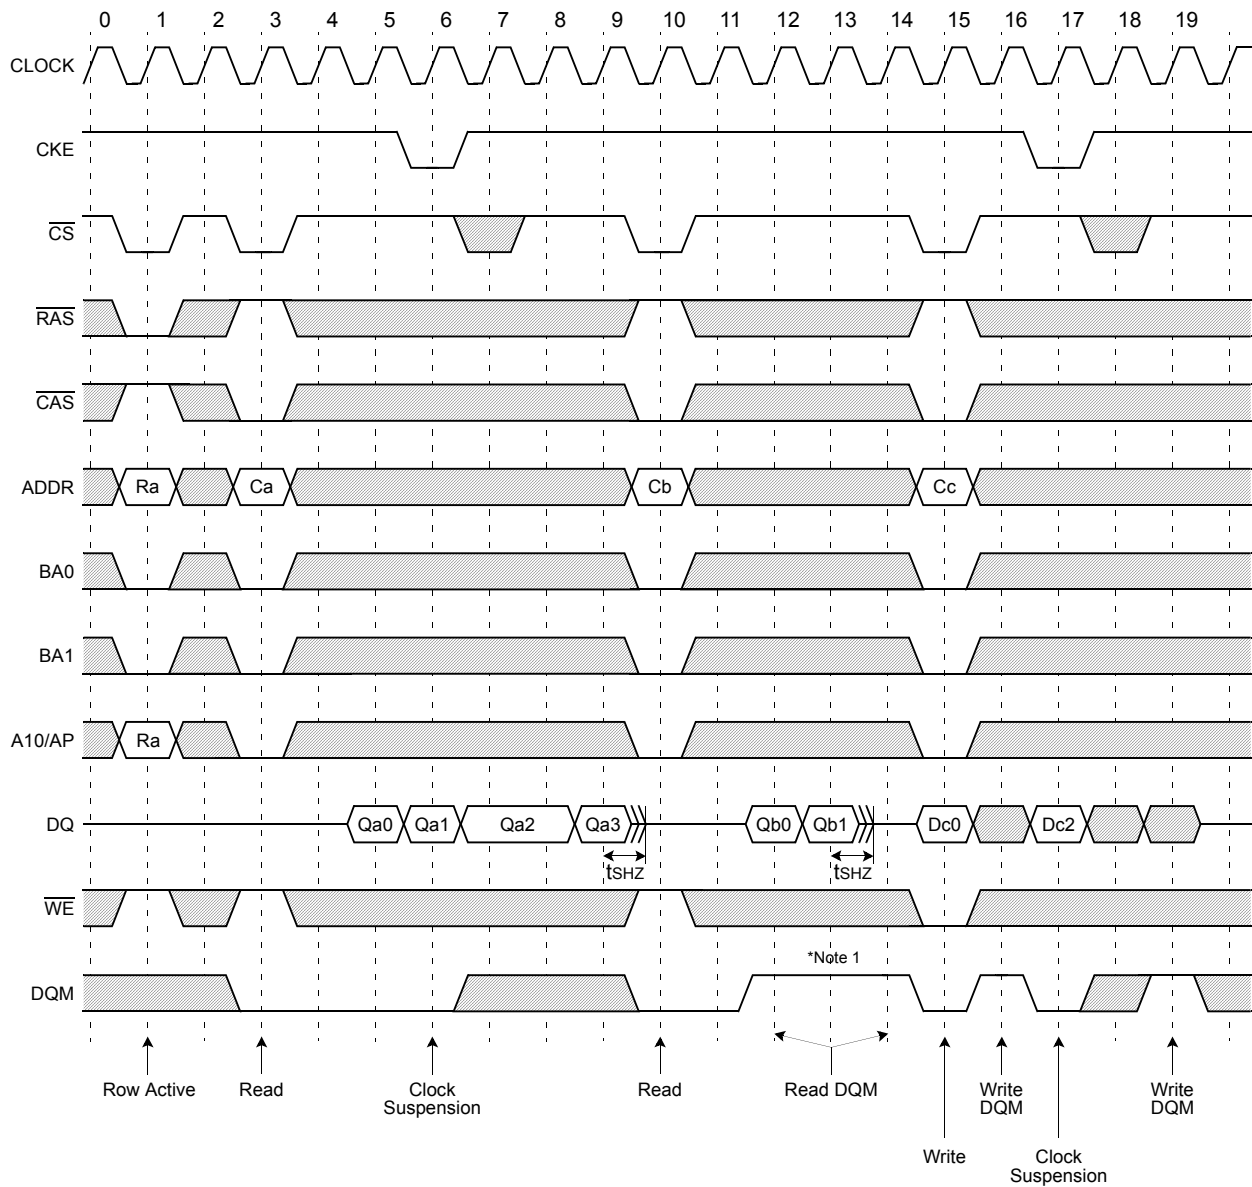 0 1 2 3 4 5 6 7 8 9 10 11 12 13 14 15 16 17 18 19
CLOCK
CKE
CS
RAS
CAS
ADDR Ra Ca Cb Cc
BA0
BA1
A10/AP Ra
DQ Qa0 Qa1 Qa2 Qa3 Qb0 Qb1 Dc0 Dc2
tSHZ tSHZ
WE
*Note 1
DQM
Row Active Read Clock Read Read DQM Write Write
Suspension DQM DQM
Write Clock
Suspension